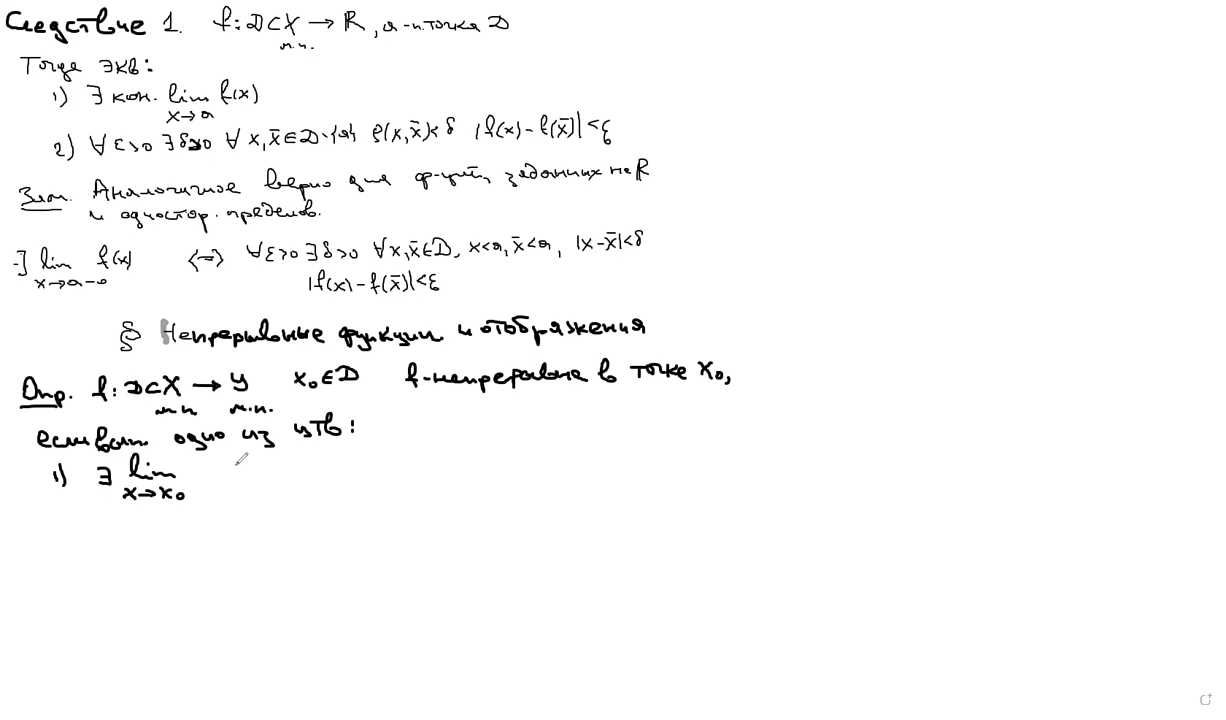 Следствие 1. f: D⊂X → ℝ, a-п.точка D
м.п.
Тогда экв:
1) ∃ кон. lim f(x)
x→a
2) ∀ ε>0 ∃ δ>0 ∀ x, x̄ ∈ D\{a} ρ(x, x̄)<δ |f(x) - f(x̄)|<ε
Зам. Аналогичное верно для ф-ций, заданных на ℝ
и одностор. пределов.
∃ lim f(x) ⟺ ∀ε>0 ∃δ>0 ∀x, x̄∈D, x<a, x̄<a, |x-x̄|<δ
x→a-0
|f(x) - f(x̄)|<ε
§ Непрерывные функции и отображения
Опр. f: D⊂X → Y x₀∈D f-непрерывна в точке x₀,
м.п. м.п.
если вып. одно из утв:
1) ∃ lim
x→x₀